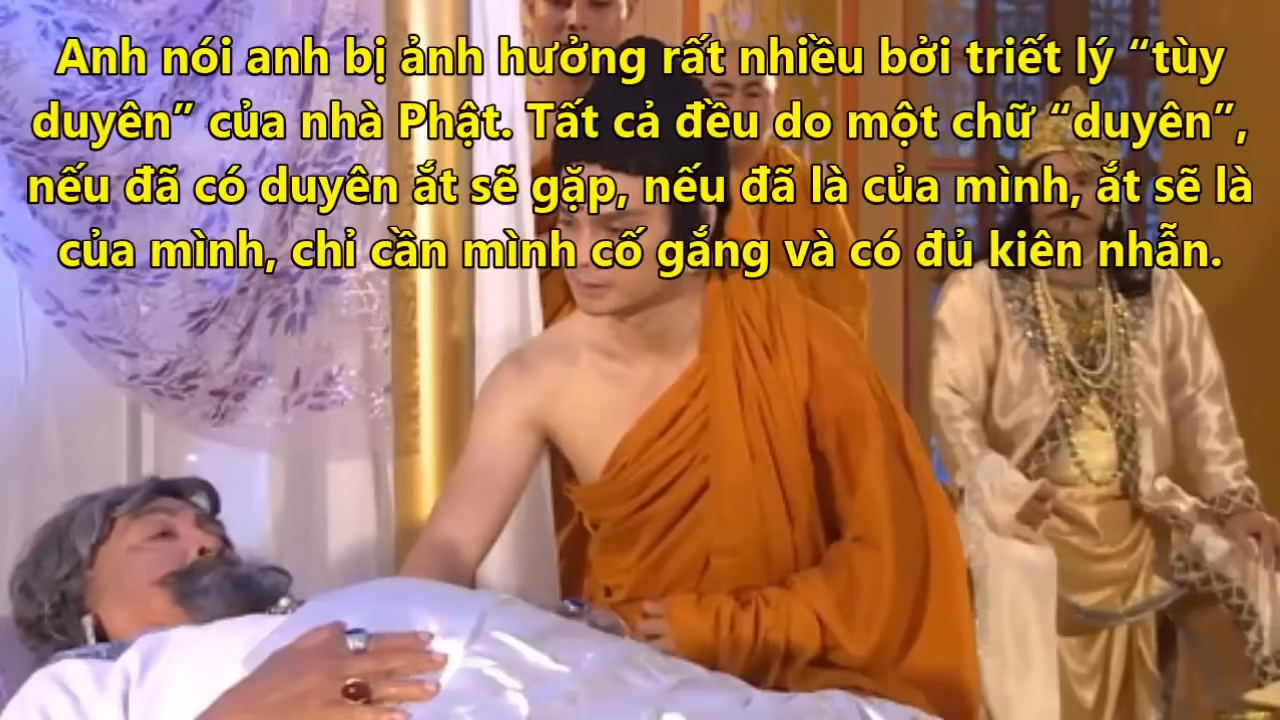 Anh nói anh bị ảnh hưởng rất nhiều bởi triết lý “tùy
duyên” của nhà Phật. Tất cả đều do một chữ “duyên”,
nếu đã có duyên ắt sẽ gặp, nếu đã là của mình, ắt sẽ là
của mình, chỉ cần mình cố gắng và có đủ kiên nhẫn.